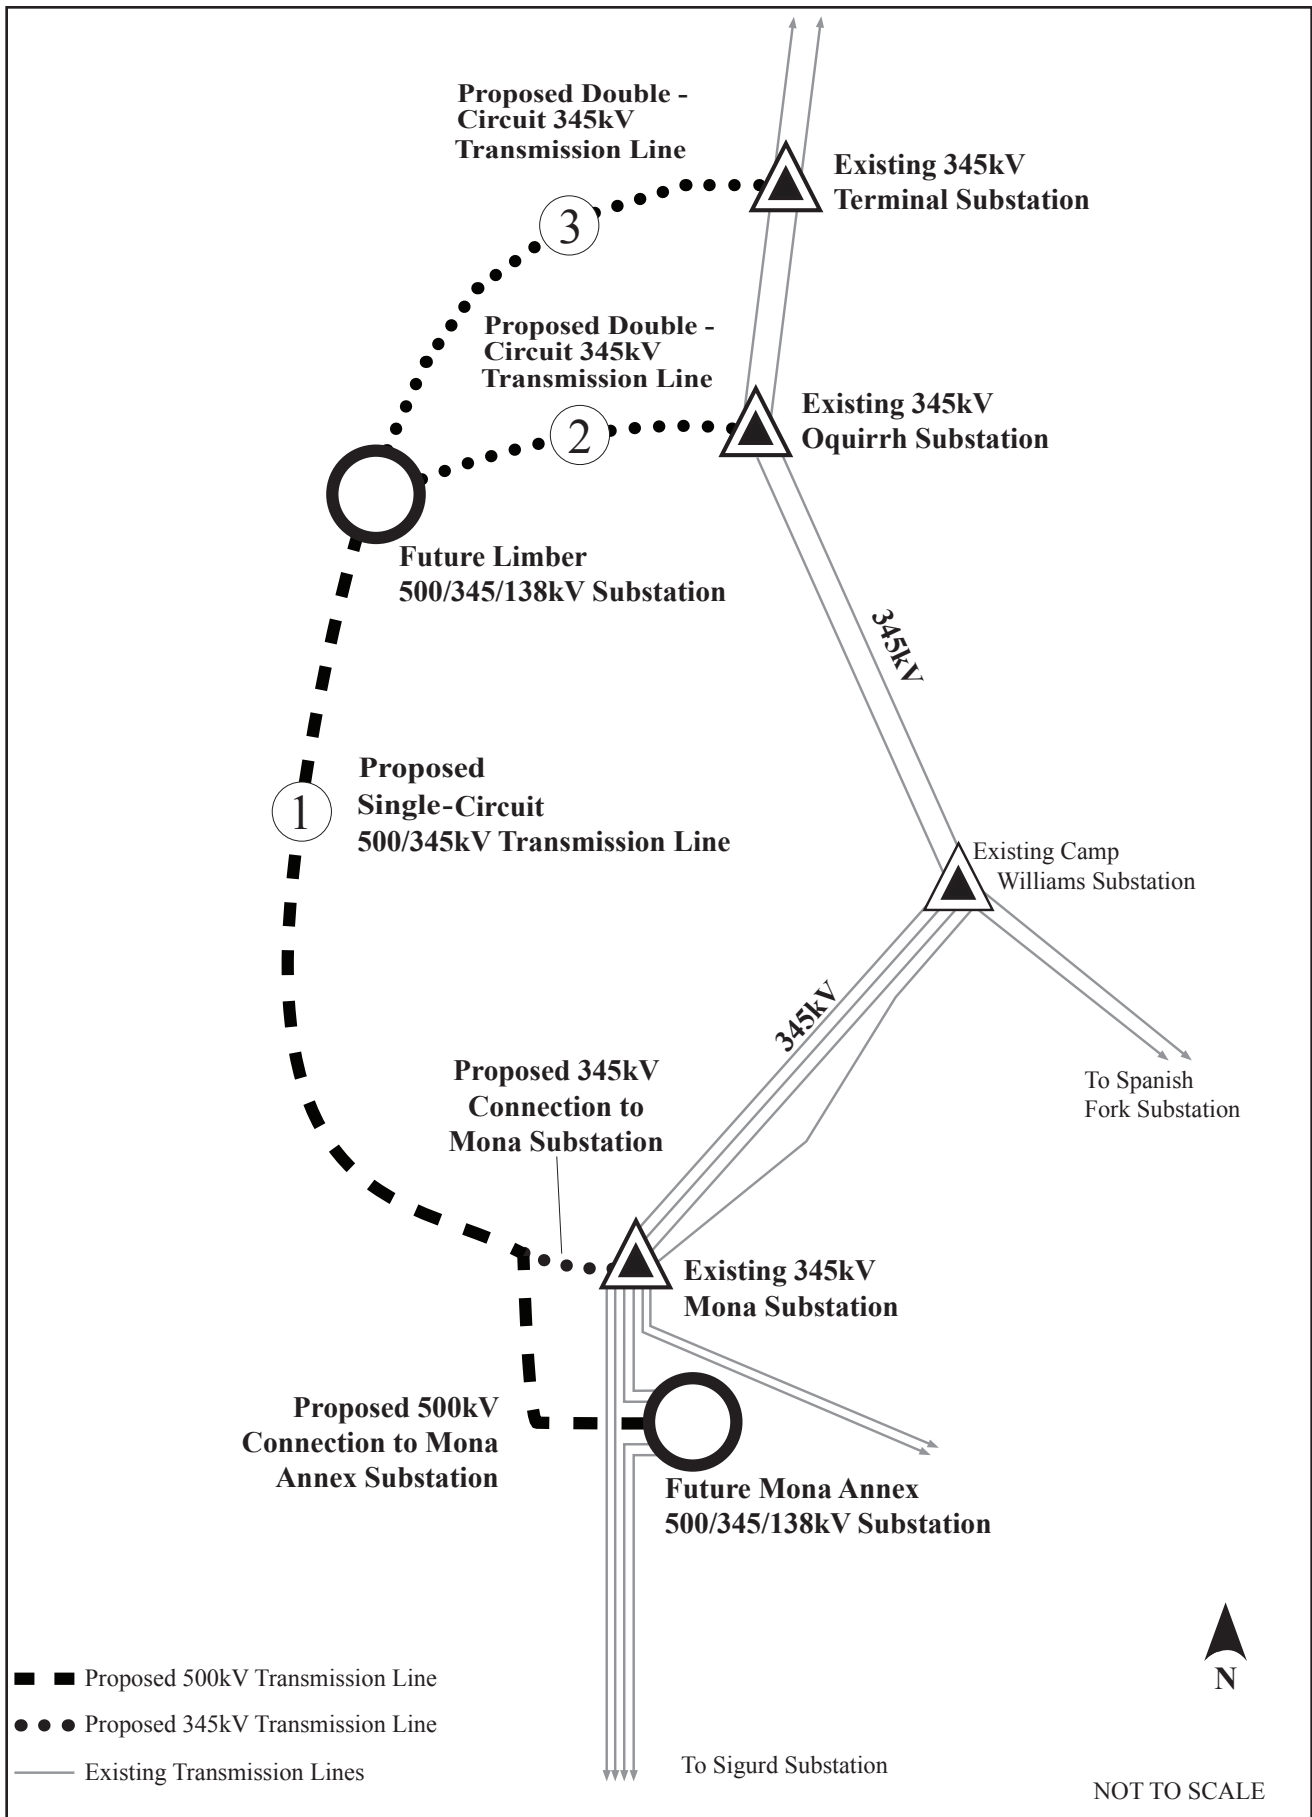 Proposed Double -
Circuit 345kV
Transmission Line
Existing 345kV
Terminal Substation
3
Proposed Double -
Circuit 345kV
Transmission Line
Existing 345kV
Oquirrh Substation
2
Future Limber
500/345/138kV Substation
345kV
Proposed
Single-Circuit
500/345kV Transmission Line
1
Existing Camp
Williams Substation
345kV
To Spanish
Fork Substation
Proposed 345kV
Connection to
Mona Substation
Existing 345kV
Mona Substation
Proposed 500kV
Connection to Mona
Annex Substation
Future Mona Annex
500/345/138kV Substation
N
Proposed 500kV Transmission Line
Proposed 345kV Transmission Line
Existing Transmission Lines
To Sigurd Substation
NOT TO SCALE